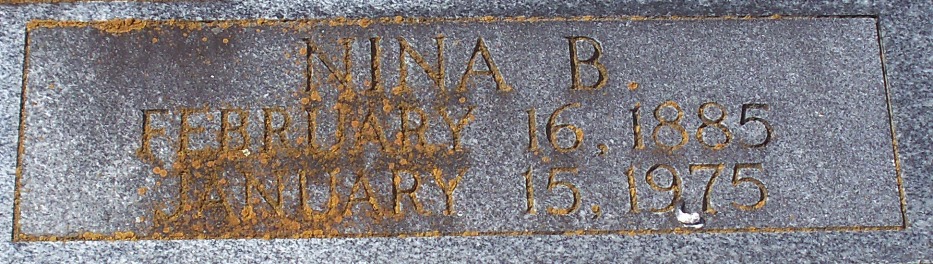 NINA B.
FEBRUARY 16, 1885
JANUARY 15, 1975